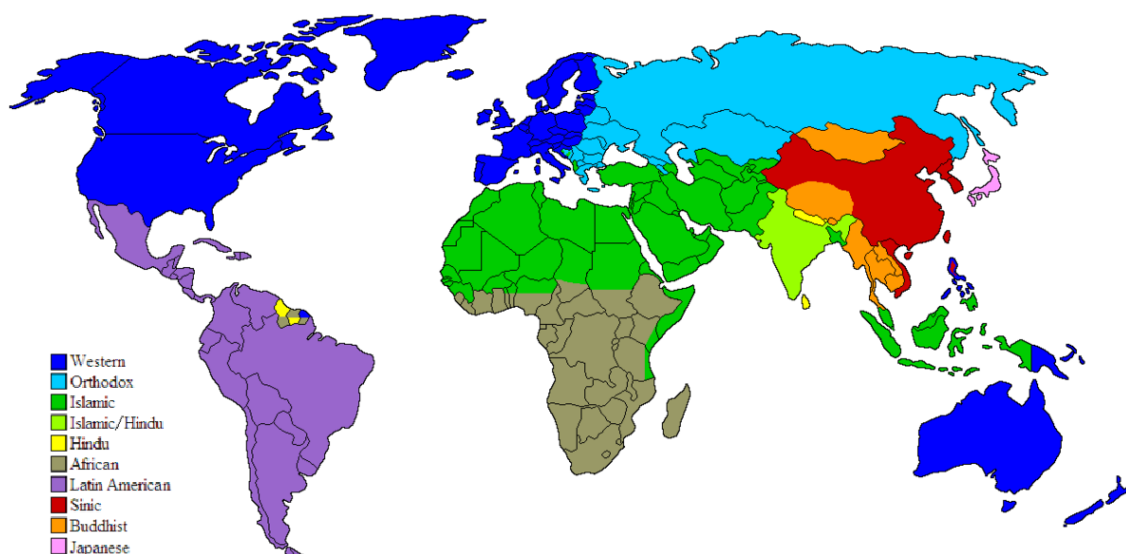 Western
Orthodox
Islamic
Islamic/Hindu
Hindu
African
Latin American
Sinic
Buddhist
Japanese